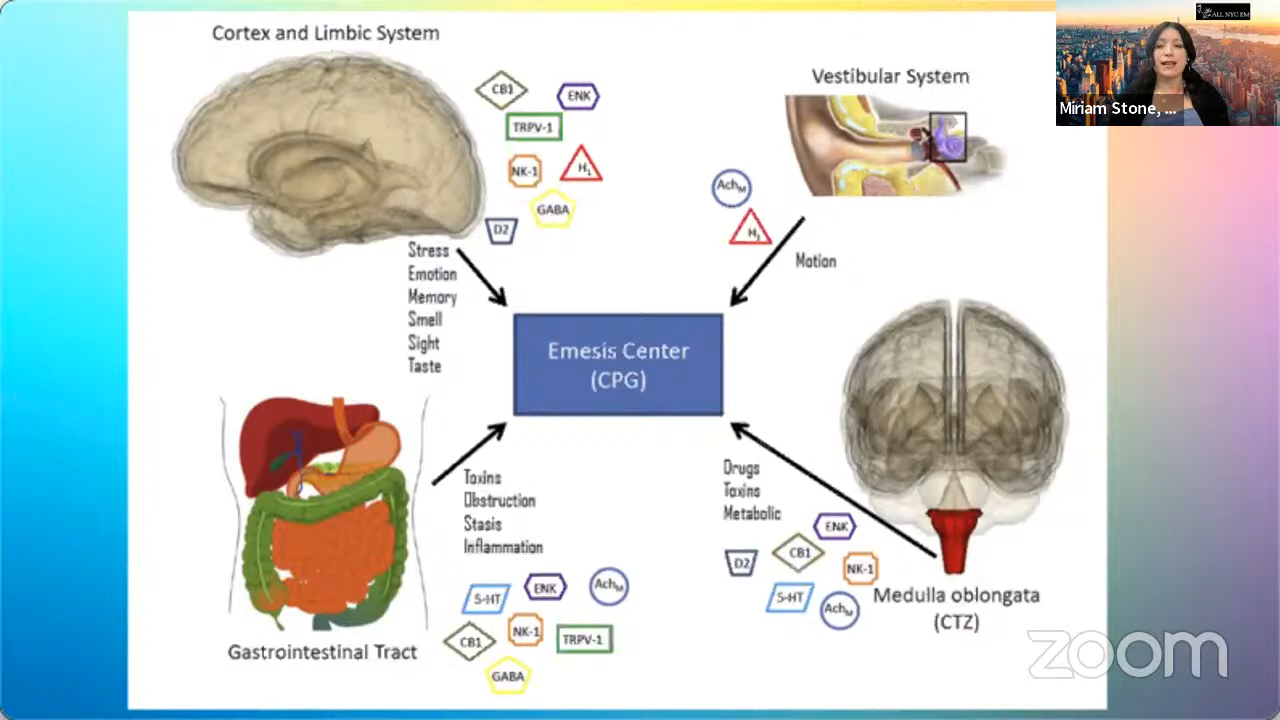 Cortex and Limbic System
CB1
ENK
TRPV-1
NK-1
H1
GABA
D2
Stress
Emotion
Memory
Smell
Sight
Taste
Vestibular System
AchM
H1
Motion
Emesis Center
(CPG)
Toxins
Obstruction
Stasis
Inflammation
5-HT
ENK
AchM
CB1
NK-1
TRPV-1
GABA
Gastrointestinal Tract
Drugs
Toxins
Metabolic
ENK
D2
CB1
NK-1
5-HT
AchM
Medulla oblongata
(CTZ)
ALL NYC EM
Miriam Stone, ...
zoom